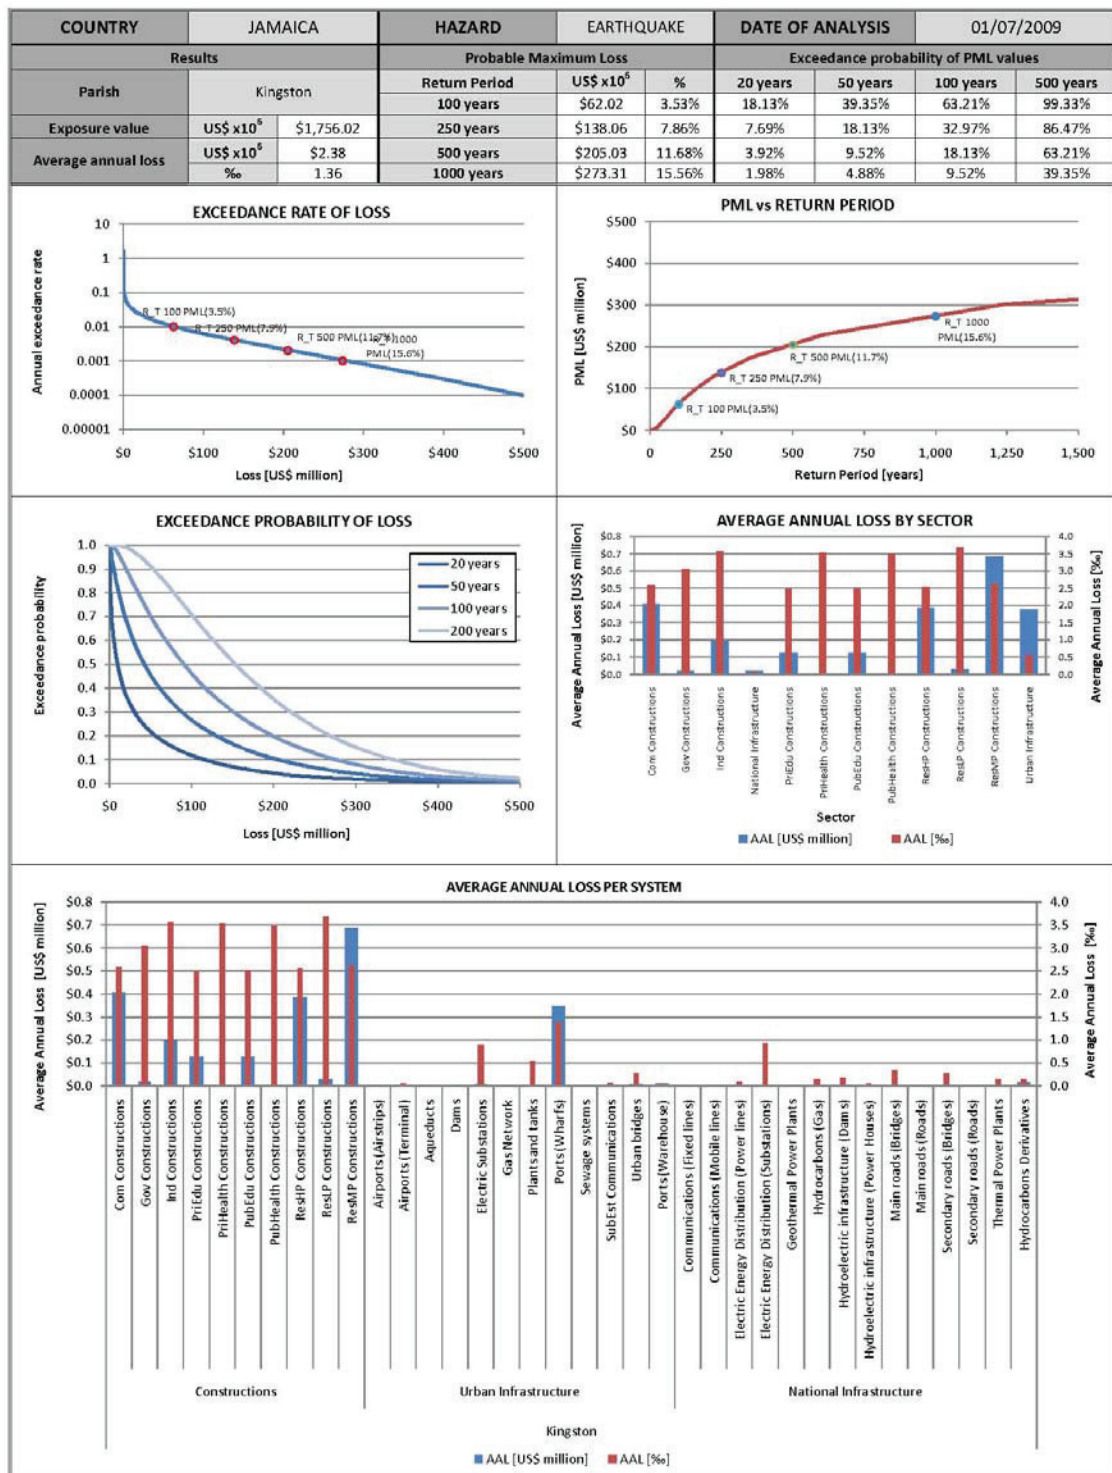 COUNTRY JAMAICA HAZARD EARTHQUAKE DATE OF ANALYSIS 01/07/2009
Results Probable Maximum Loss Exceedance probability of PML values
Parish Kingston Return Period US$ x10⁶ % 20 years 50 years 100 years 500 years
100 years $62.02 3.53% 18.13% 39.35% 63.21% 99.33%
Exposure value US$ x10⁶ $1,756.02 250 years $138.06 7.86% 7.69% 18.13% 32.97% 86.47%
Average annual loss US$ x10⁶ $2.38 500 years $205.03 11.68% 3.92% 9.52% 18.13% 63.21%
‰ 1.36 1000 years $273.31 15.56% 1.98% 4.88% 9.52% 39.35%
EXCEEDANCE RATE OF LOSS
Annual exceedance rate
10
1
0.1
0.01
0.001
0.0001
0.00001
R_T 100 PML(3.5%)
R_T 250 PML(7.9%)
R_T 500 PML(11.7%)
R_T 1000
PML(15.6%)
$0 $100 $200 $300 $400 $500
Loss [US$ million]
PML vs RETURN PERIOD
PML [US$ million]
$500
$400
$300
$200
$100
$0
R_T 1000
PML(15.6%)
R_T 500 PML(11.7%)
R_T 250 PML(7.9%)
R_T 100 PML(3.5%)
0 250 500 750 1,000 1,250 1,500
Return Period [years]
EXCEEDANCE PROBABILITY OF LOSS
Exceedance probability
1.0
0.9
0.8
0.7
0.6
0.5
0.4
0.3
0.2
0.1
0.0
20 years
50 years
100 years
200 years
$0 $100 $200 $300 $400 $500
Loss [US$ million]
AVERAGE ANNUAL LOSS BY SECTOR
Average Annual Loss [US$ million]
$0.8
$0.7
$0.6
$0.5
$0.4
$0.3
$0.2
$0.1
$0.0
4.0
3.5
3.0
2.5
2.0
1.5
1.0
0.5
0.0
Average Annual Loss [‰]
Com Constructions
Gov Constructions
Ind Constructions
National Infrastructure
PriEdu Constructions
PriHealth Constructions
PubEdu Constructions
PubHealth Constructions
ResHP Constructions
ResLP Constructions
ResMP Constructions
Urban Infrastructure
Sector
AAL [US$ million] AAL [‰]
AVERAGE ANNUAL LOSS PER SYSTEM
Average Annual Loss [US$ million]
$0.8
$0.7
$0.6
$0.5
$0.4
$0.3
$0.2
$0.1
$0.0
4.0
3.5
3.0
2.5
2.0
1.5
1.0
0.5
0.0
Average Annual Loss [‰]
Com Constructions
Gov Constructions
Ind Constructions
PriEdu Constructions
PriHealth Constructions
PubEdu Constructions
PubHealth Constructions
ResHP Constructions
ResLP Constructions
ResMP Constructions
Airports (Airstrips)
Airports (Terminal)
Aqueducts
Dams
Electric Substations
Gas Network
Plants and tanks
Ports (Wharfs)
Sewage systems
SubEst Communications
Urban bridges
Ports (Warehouse)
Communications (Fixed lines)
Communications (Mobile lines)
Electric Energy Distribution (Power lines)
Electric Energy Distribution (Substations)
Geothermal Power Plants
Hydrocarbons (Gas)
Hydroelectric infrastructure (Dams)
Hydroelectric infrastructure (Power Houses)
Main roads (Bridges)
Main roads (Roads)
Secondary roads (Bridges)
Secondary roads (Roads)
Thermal Power Plants
Hydrocarbons Derivatives
Constructions Urban Infrastructure National Infrastructure
Kingston
AAL [US$ million] AAL [‰]